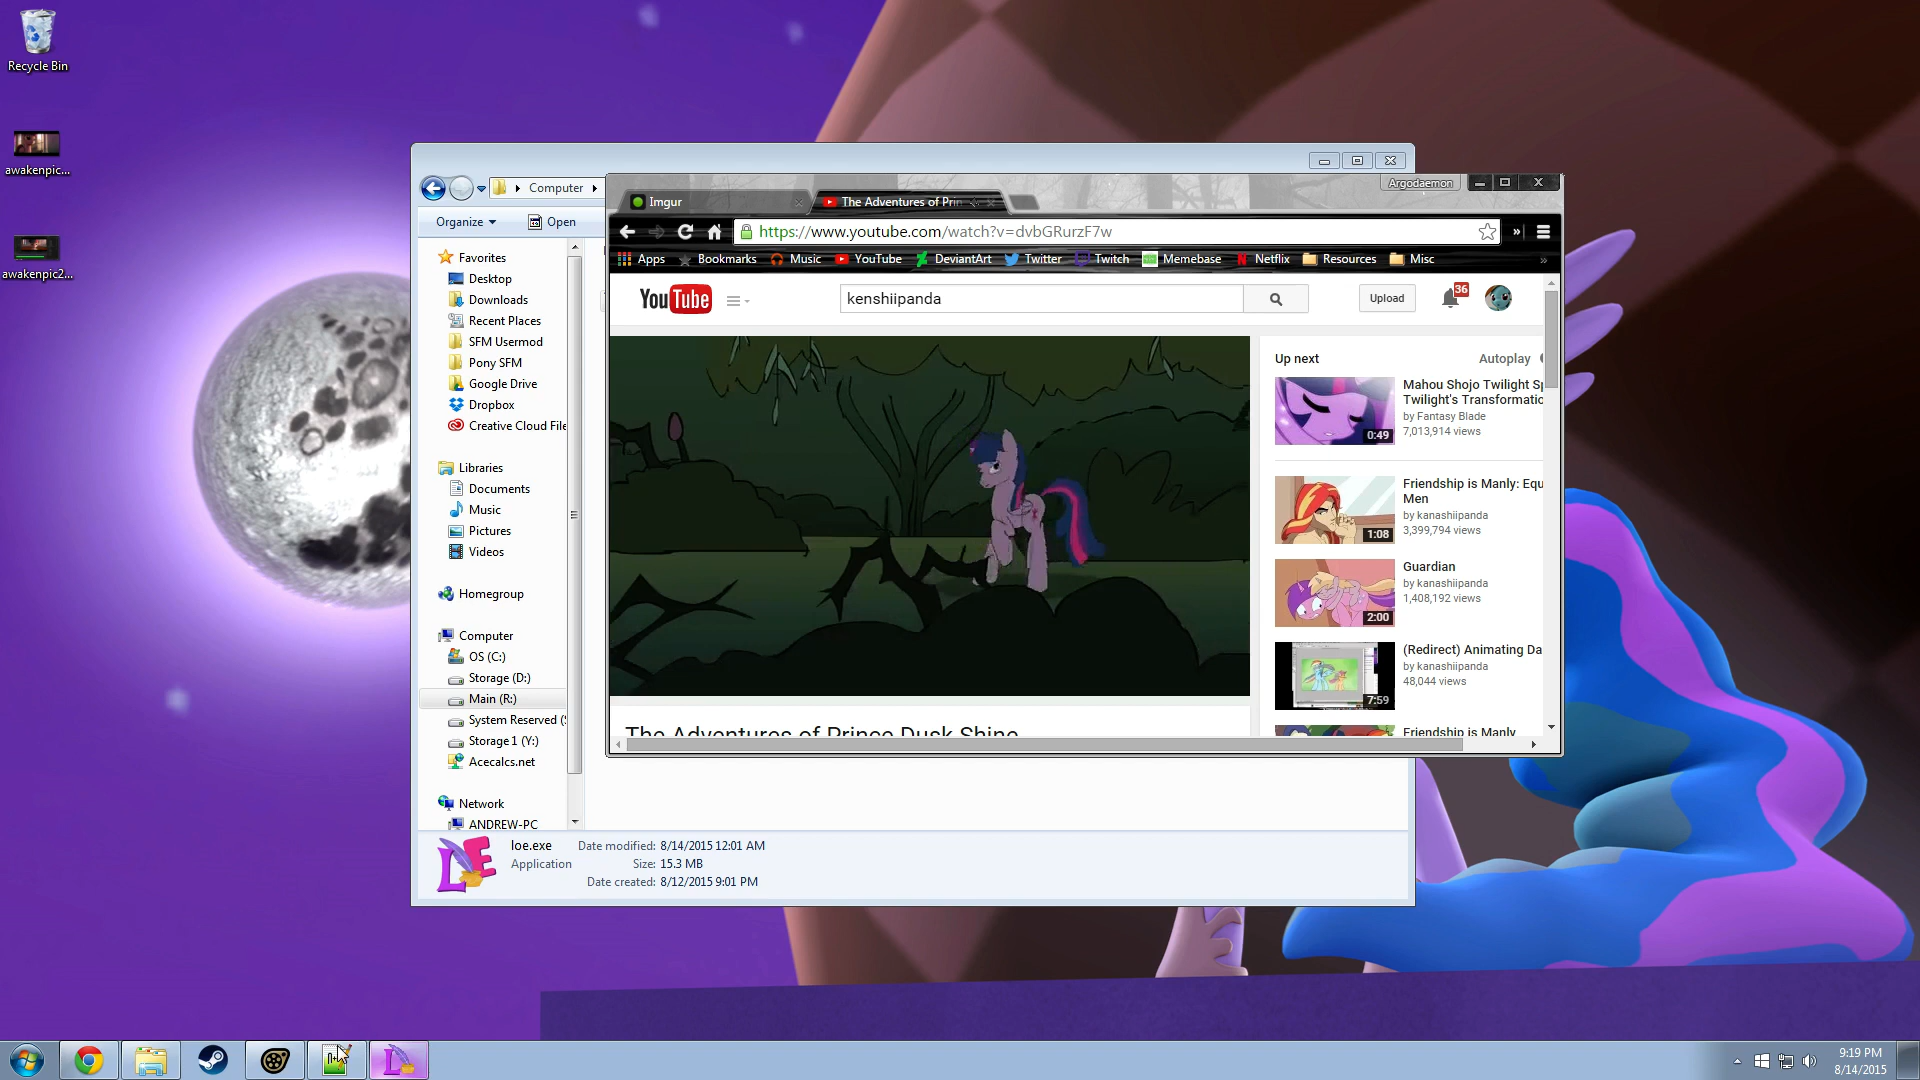 Recycle Bin
awakenpic...
awakenpic2...
Computer
Organize
Open
Favorites
Desktop
Downloads
Recent Places
SFM Usermod
Pony SFM
Google Drive
Dropbox
Creative Cloud File
Libraries
Documents
Music
Pictures
Videos
Homegroup
Computer
OS (C:)
Storage (D:)
Main (R:)
System Reserved (
Storage 1 (Y:)
Acecalcs.net
Network
ANDREW-PC
loe.exe
Application
Date modified: 8/14/2015 12:01 AM
Size: 15.3 MB
Date created: 8/12/2015 9:01 PM
Argodaemon
Imgur
The Adventures of Prin
https://www.youtube.com/watch?v=dvbGRurzF7w
Apps Bookmarks Music YouTube DeviantArt Twitter Twitch Memebase Netflix Resources Misc
YouTube
kenshiipanda
Upload
36
The Adventures of Prince Dusk Shine
Up next
Autoplay
Mahou Shojo Twilight Sp
Twilight's Transformatio
by Fantasy Blade
7,013,914 views
0:49
Friendship is Manly: Equ
Men
by kanashiipanda
3,399,794 views
1:08
Guardian
by kanashiipanda
1,408,192 views
2:00
(Redirect) Animating Da
by kanashiipanda
48,044 views
7:59
Friendship is Manly
9:19 PM
8/14/2015